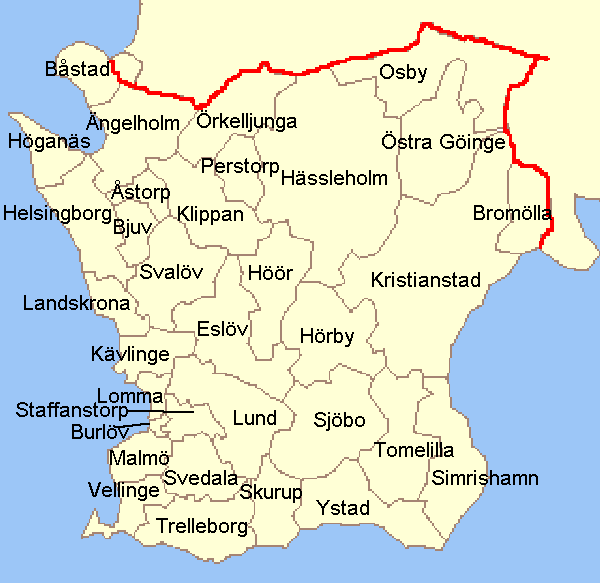 Båstad
Osby
Ängelholm
Örkelljunga
Höganäs
Östra Göinge
Perstorp
Hässleholm
Åstorp
Helsingborg
Klippan
Bromölla
Bjuv
Svalöv
Höör
Kristianstad
Landskrona
Eslöv
Hörby
Kävlinge
Lomma
Staffanstorp
Lund
Sjöbo
Burlöv
Tomelilla
Malmö
Svedala
Simrishamn
Vellinge
Skurup
Ystad
Trelleborg